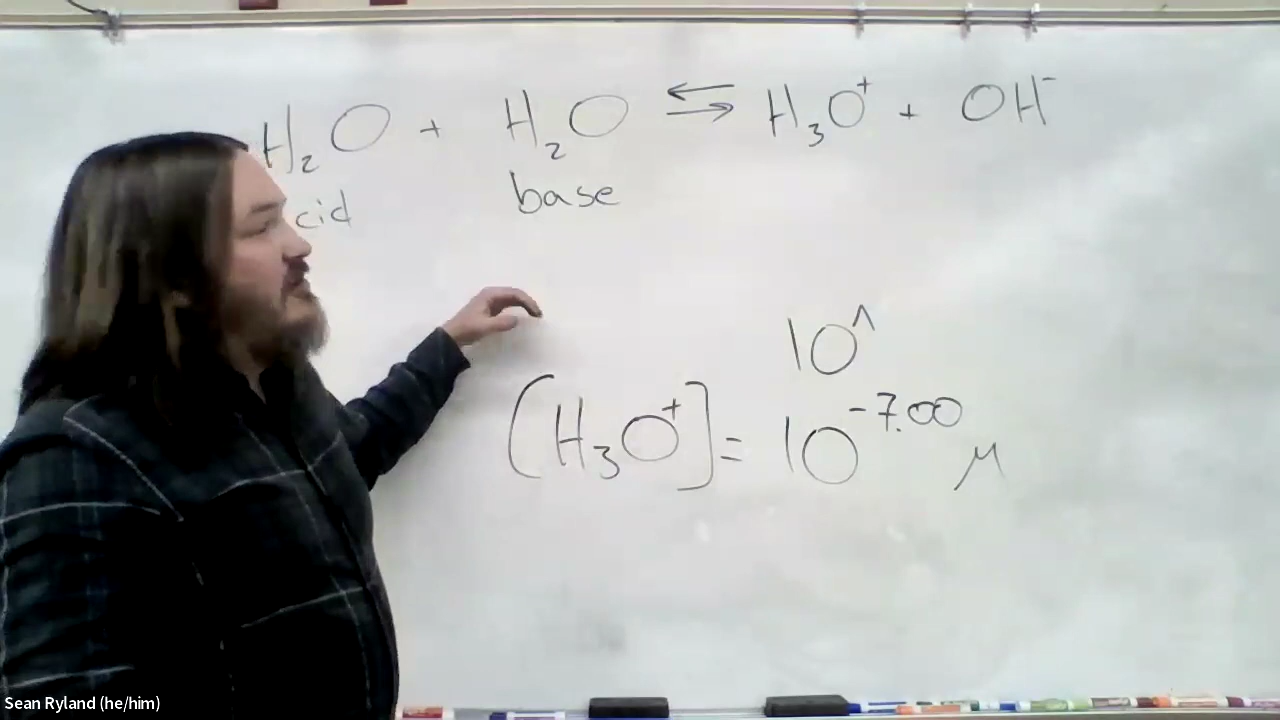 H₂O + H₂O ⇄ H₃O⁺ + OH⁻
cid base
10^
[H₃O⁺] = 10⁻⁷·⁰⁰ M
Sean Ryland (he/him)